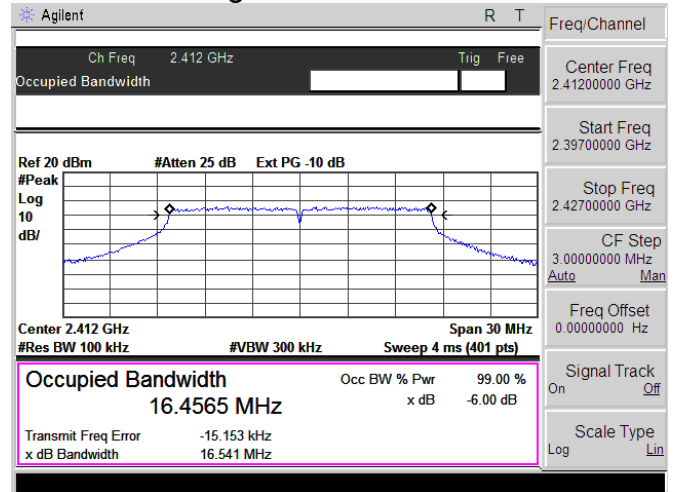 Agilent R T
Ch Freq 2.412 GHz Trig Free
Occupied Bandwidth
Ref 20 dBm #Atten 25 dB Ext PG -10 dB
#Peak
Log
10
dB/
Center 2.412 GHz Span 30 MHz
#Res BW 100 kHz #VBW 300 kHz Sweep 4 ms (401 pts)
Occupied Bandwidth Occ BW % Pwr 99.00 %
16.4565 MHz x dB -6.00 dB
Transmit Freq Error -15.153 kHz
x dB Bandwidth 16.541 MHz
Freq/Channel
Center Freq
2.41200000 GHz
Start Freq
2.39700000 GHz
Stop Freq
2.42700000 GHz
CF Step
3.00000000 MHz
Auto Man
Freq Offset
0.00000000 Hz
Signal Track
On Off
Scale Type
Log Lin